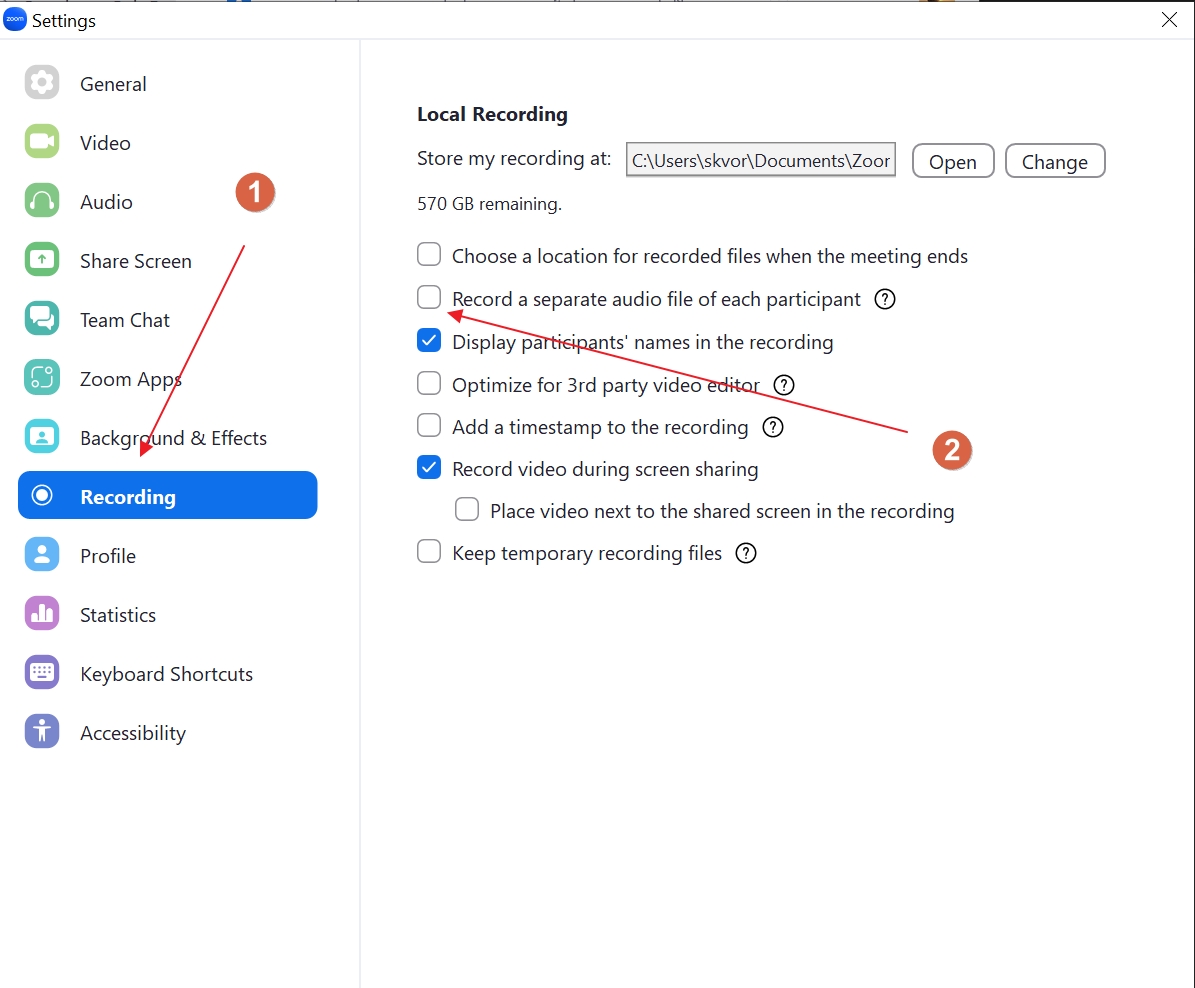 zoom Settings
General
Video
Audio
Share Screen
Team Chat
Zoom Apps
Background & Effects
Recording
Profile
Statistics
Keyboard Shortcuts
Accessibility
1
Local Recording
Store my recording at: C:\Users\skvor\Documents\Zoor Open Change
570 GB remaining.
Choose a location for recorded files when the meeting ends
Record a separate audio file of each participant ?
Display participants' names in the recording
Optimize for 3rd party video editor ?
Add a timestamp to the recording ?
2
Record video during screen sharing
Place video next to the shared screen in the recording
Keep temporary recording files ?